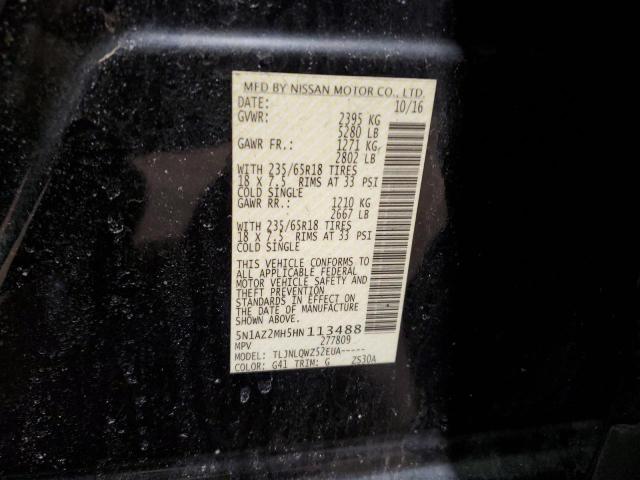 MFD BY NISSAN MOTOR CO., LTD.
DATE: 10/16
GVWR: 2395 KG
5280 LB
GAWR FR.: 1271 KG
2802 LB
WITH 235/65R18 TIRES
18 X 7.5 RIMS AT 33 PSI
COLD SINGLE
GAWR RR.: 1210 KG
2667 LB
WITH 235/65R18 TIRES
18 X 7.5 RIMS AT 33 PSI
COLD SINGLE
THIS VEHICLE CONFORMS TO
ALL APPLICABLE FEDERAL
MOTOR VEHICLE SAFETY AND
THEFT PREVENTION
STANDARDS IN EFFECT ON
THE DATE OF MANUFACTURE
SHOWN ABOVE.
5N1AZ2MH5HN113488
MPV 277809
MODEL: TLJNLQWZ52EUA-----
COLOR: G41 TRIM: G ZS30A